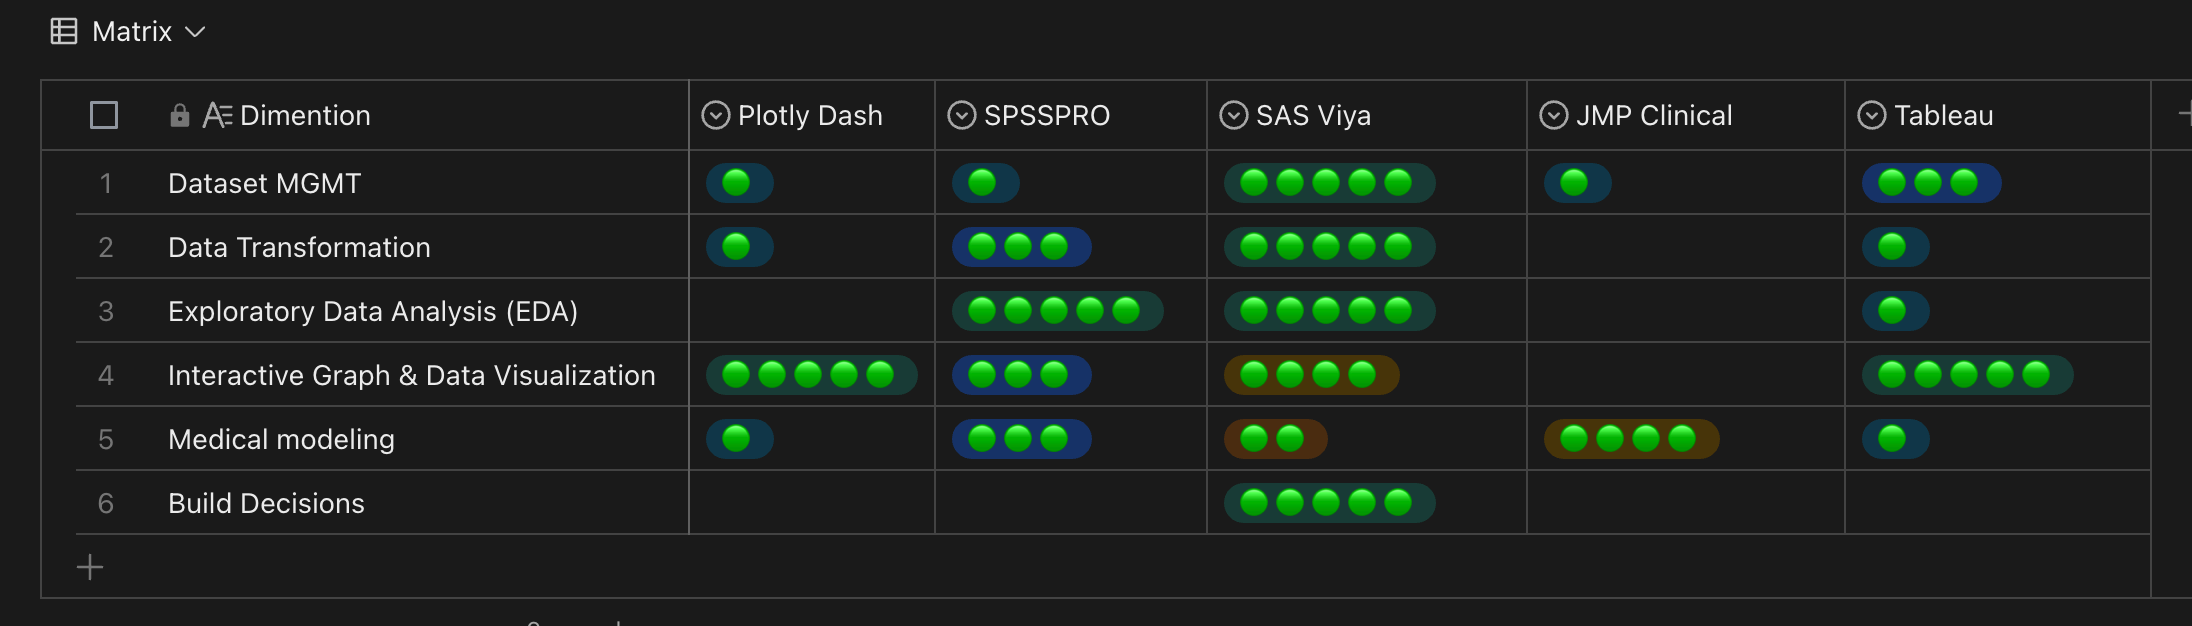 Matrix
Dimention Plotly Dash SPSSPRO SAS Viya JMP Clinical Tableau
1 Dataset MGMT
2 Data Transformation
3 Exploratory Data Analysis (EDA)
4 Interactive Graph & Data Visualization
5 Medical modeling
6 Build Decisions